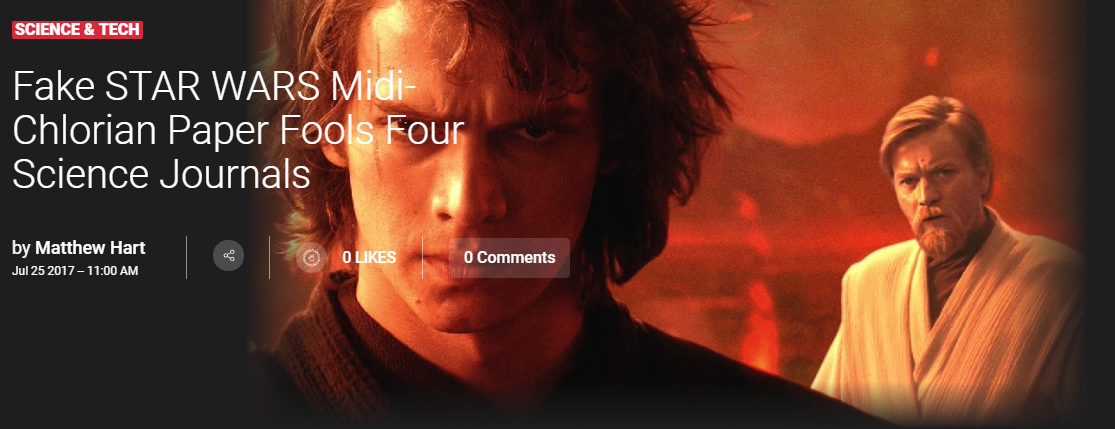 SCIENCE & TECH
Fake STAR WARS Midi-
Chlorian Paper Fools Four
Science Journals
by Matthew Hart
Jul 25 2017 – 11:00 AM
0 LIKES
0 Comments